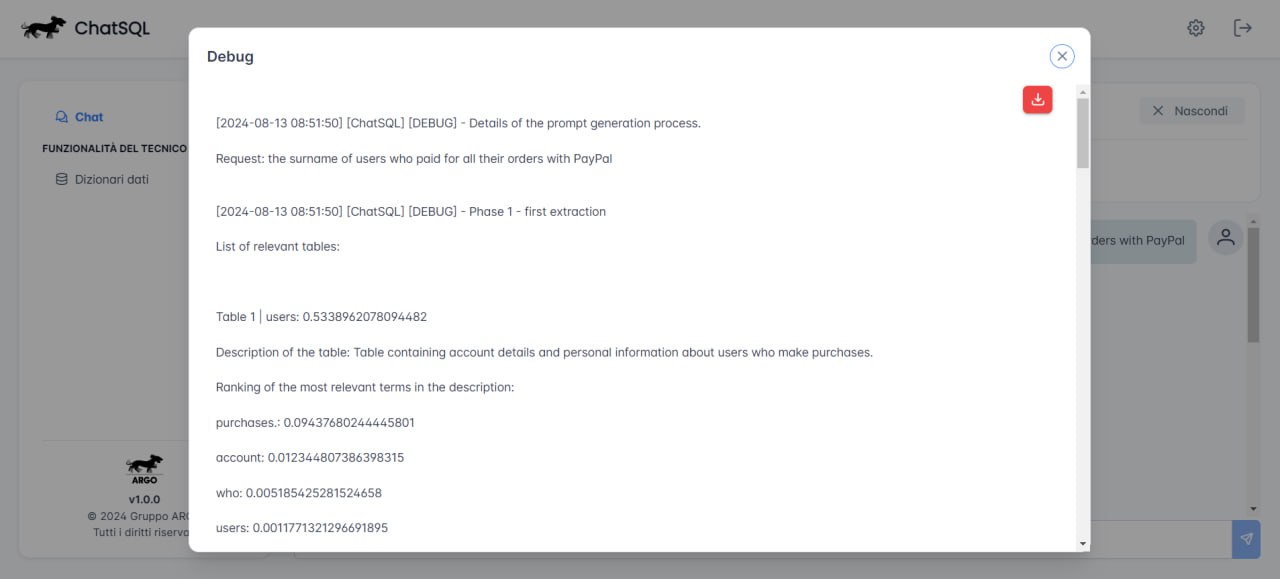 ChatSQL
Debug
Chat
FUNZIONALITÀ DEL TECNICO
Dizionari dati
Nascondi
[2024-08-13 08:51:50] [ChatSQL] [DEBUG] - Details of the prompt generation process.
Request: the surname of users who paid for all their orders with PayPal
[2024-08-13 08:51:50] [ChatSQL] [DEBUG] - Phase 1 - first extraction
List of relevant tables:
Table 1 | users: 0.5338962078094482
Description of the table: Table containing account details and personal information about users who make purchases.
Ranking of the most relevant terms in the description:
purchases.: 0.09437680244445801
account: 0.012344807386398315
who: 0.005185425281524658
users: 0.0011771321296691895
ders with PayPal
ARGO
v1.0.0
© 2024 Gruppo ARG
Tutti i diritti riserva